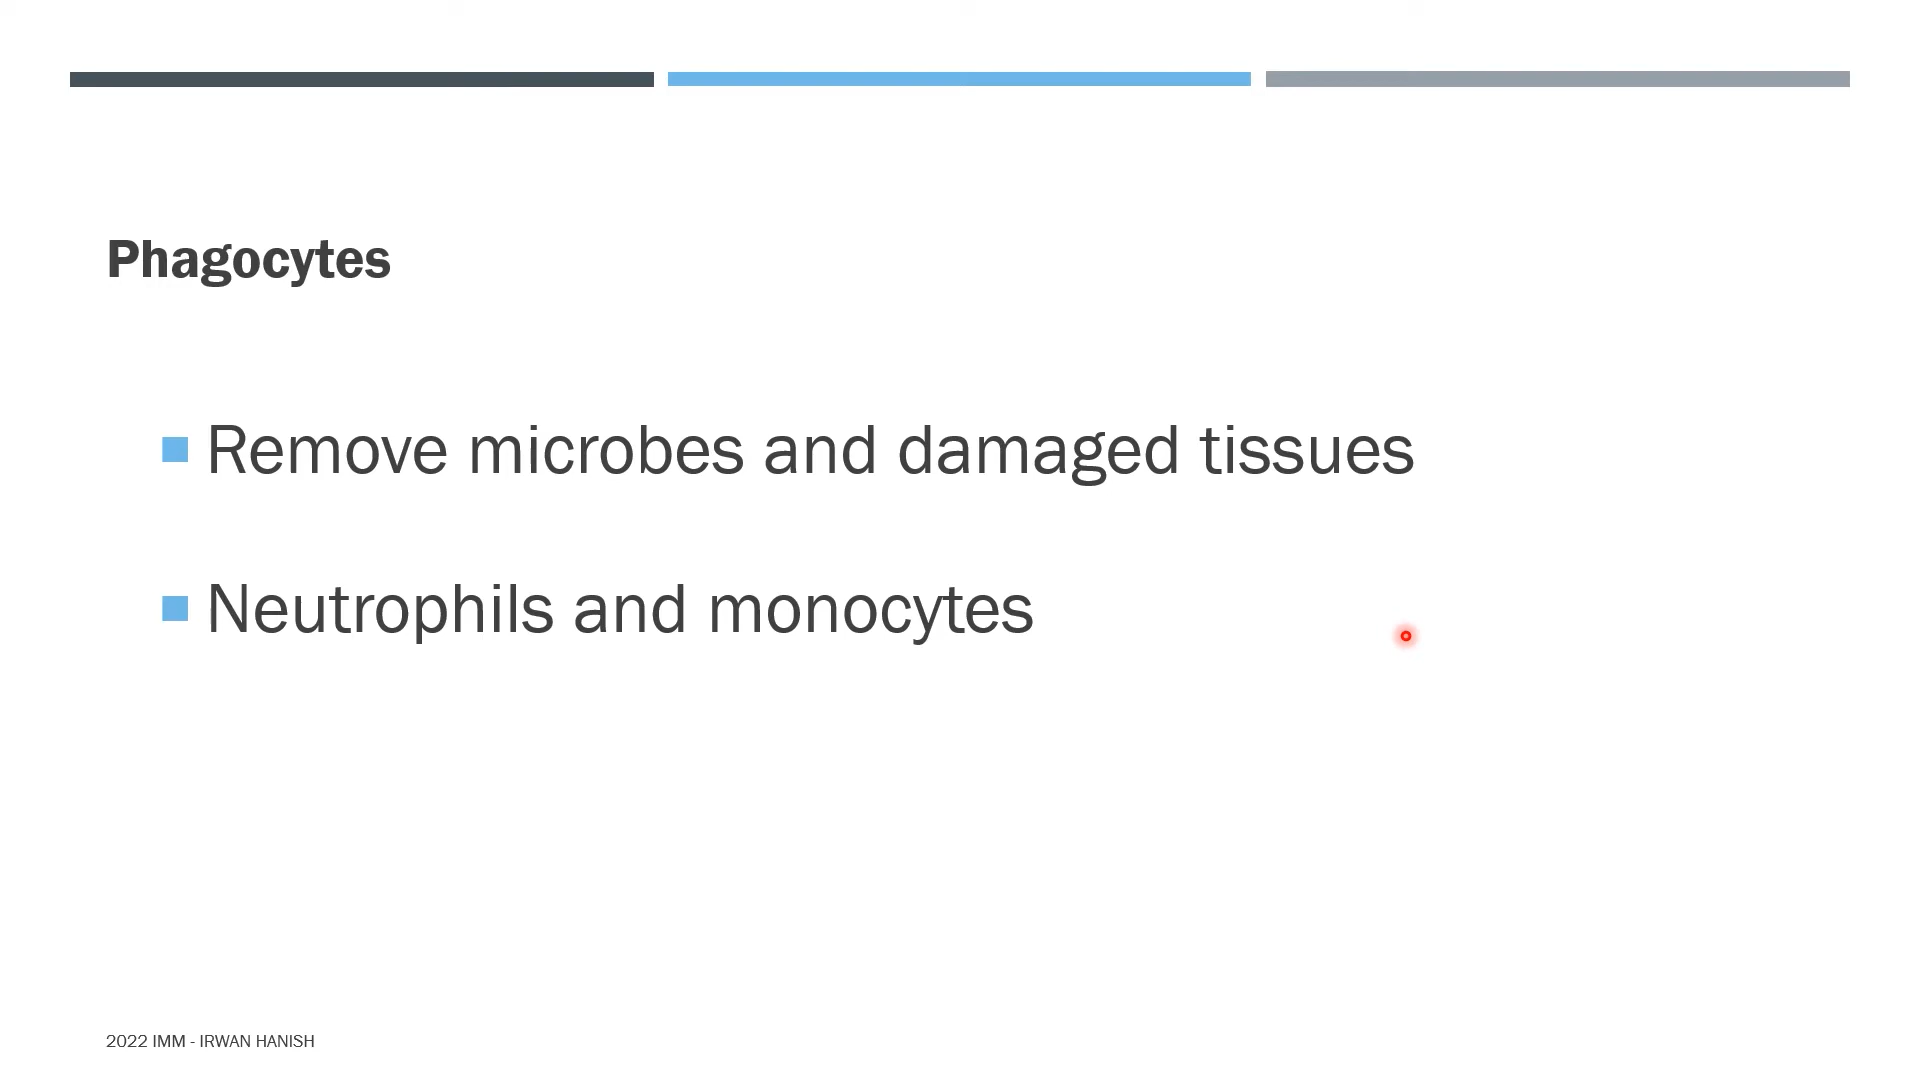 Phagocytes
Remove microbes and damaged tissues
Neutrophils and monocytes
2022 IMM - IRWAN HANISH